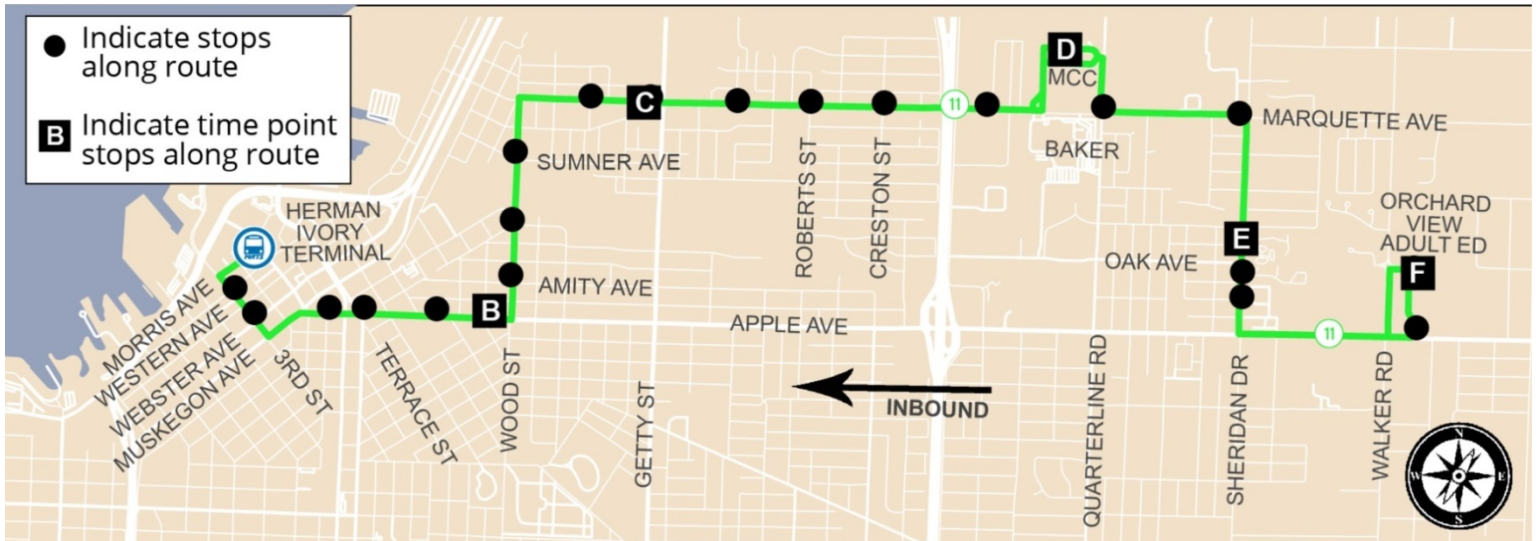 Indicate stops
along route
B
Indicate time point
stops along route
D
MCC
C
11
MARQUETTE AVE
BAKER
SUMNER AVE
ROBERTS ST
CRESTON ST
HERMAN
IVORY
TERMINAL
ORCHARD
VIEW
ADULT ED
E
OAK AVE
F
AMITY AVE
B
APPLE AVE
11
MORRIS AVE
WESTERN AVE
WEBSTER AVE
MUSKEGON AVE
3RD ST
TERRACE ST
WOOD ST
GETTY ST
INBOUND
QUARTERLINE RD
SHERIDAN DR
WALKER RD
N
W
E
S